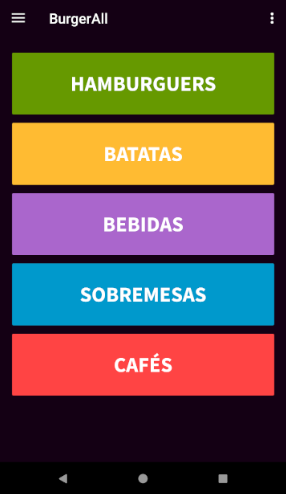 BurgerAll
HAMBURGUERS
BATATAS
BEBIDAS
SOBREMESAS
CAFÉS